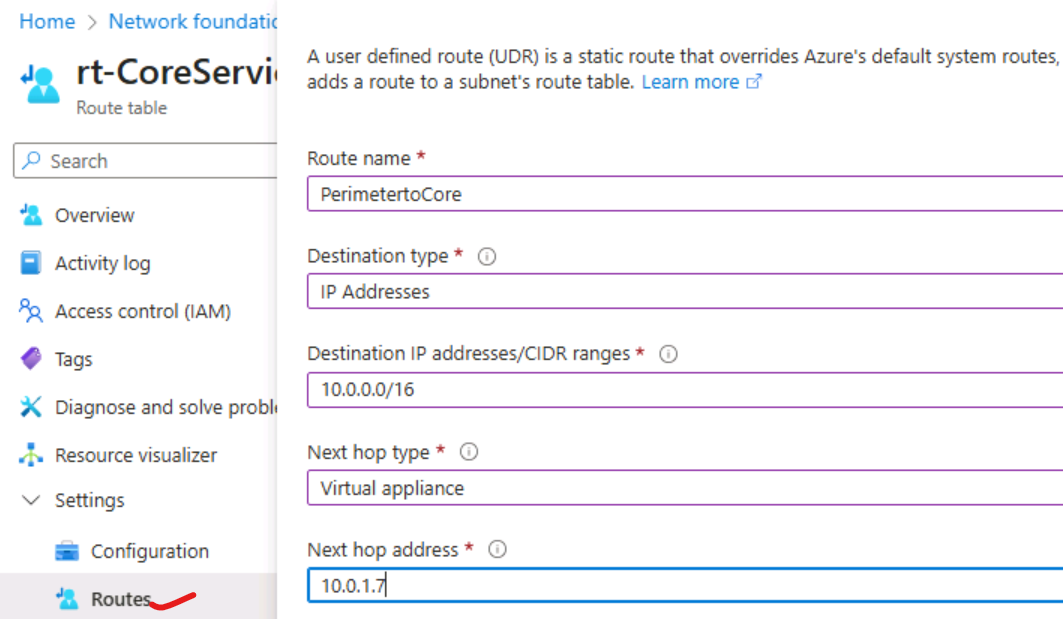 Home > Network foundatio
rt-CoreServi
Route table
Search
Overview
Activity log
Access control (IAM)
Tags
Diagnose and solve proble
Resource visualizer
Settings
Configuration
Routes
A user defined route (UDR) is a static route that overrides Azure's default system routes,
adds a route to a subnet's route table. Learn more
Route name *
PerimetertoCore
Destination type *
IP Addresses
Destination IP addresses/CIDR ranges *
10.0.0.0/16
Next hop type *
Virtual appliance
Next hop address *
10.0.1.7